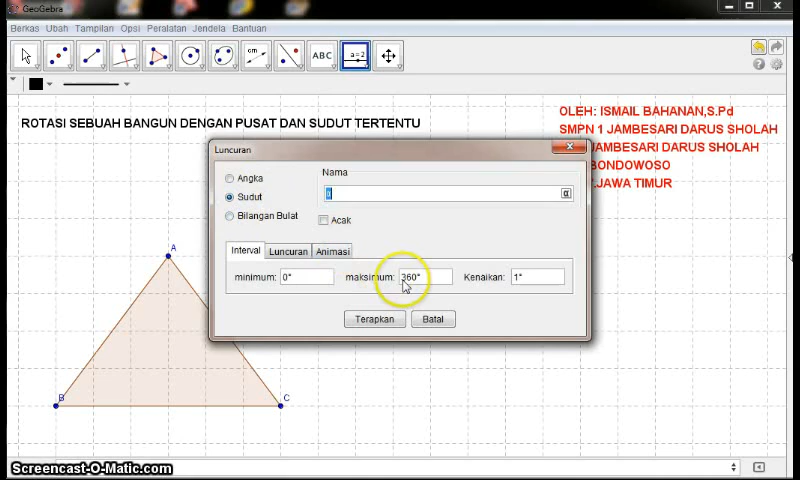 GeoGebra
Berkas Ubah Tampilan Opsi Peralatan Jendela Bantuan
cm
ABC
a=2
ROTASI SEBUAH BANGUN DENGAN PUSAT DAN SUDUT TERTENTU
OLEH: ISMAIL BAHANAN,S.Pd
SMPN 1 JAMBESARI DARUS SHOLAH
JAMBESARI DARUS SHOLAH
BONDOWOSO
.JAWA TIMUR
Luncuran
Angka
Sudut
Bilangan Bulat
Nama
α
Acak
Interval Luncuran Animasi
minimum: 0° maksimum: 360° Kenaikan: 1°
Terapkan Batal
A
B
C
Screencast-O-Matic.com